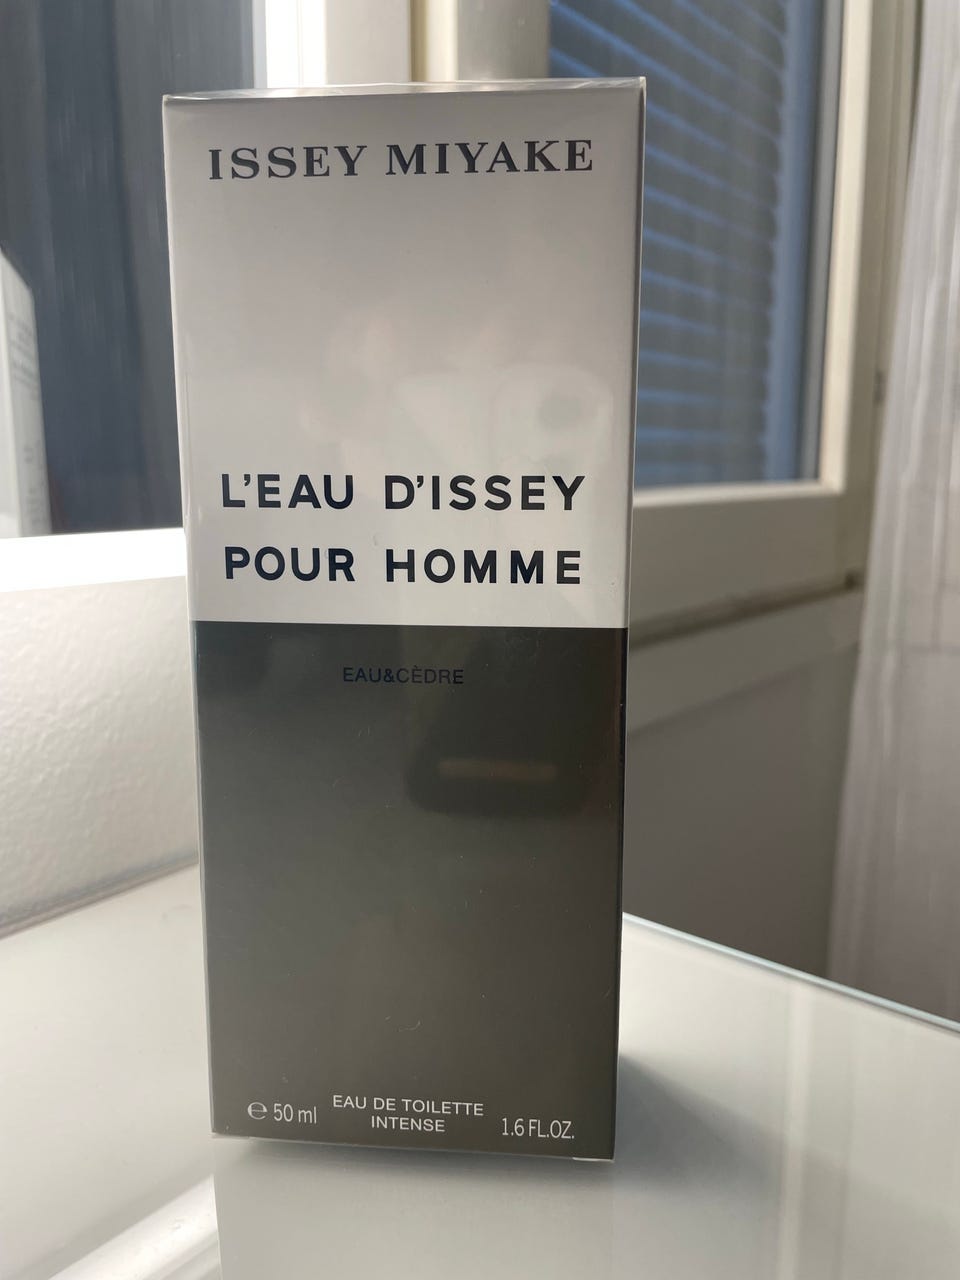 ISSEY MIYAKE
L'EAU D'ISSEY
POUR HOMME
EAU&CÈDRE
EAU DE TOILETTE
INTENSE
℮ 50 ml
1.6 FL.OZ.